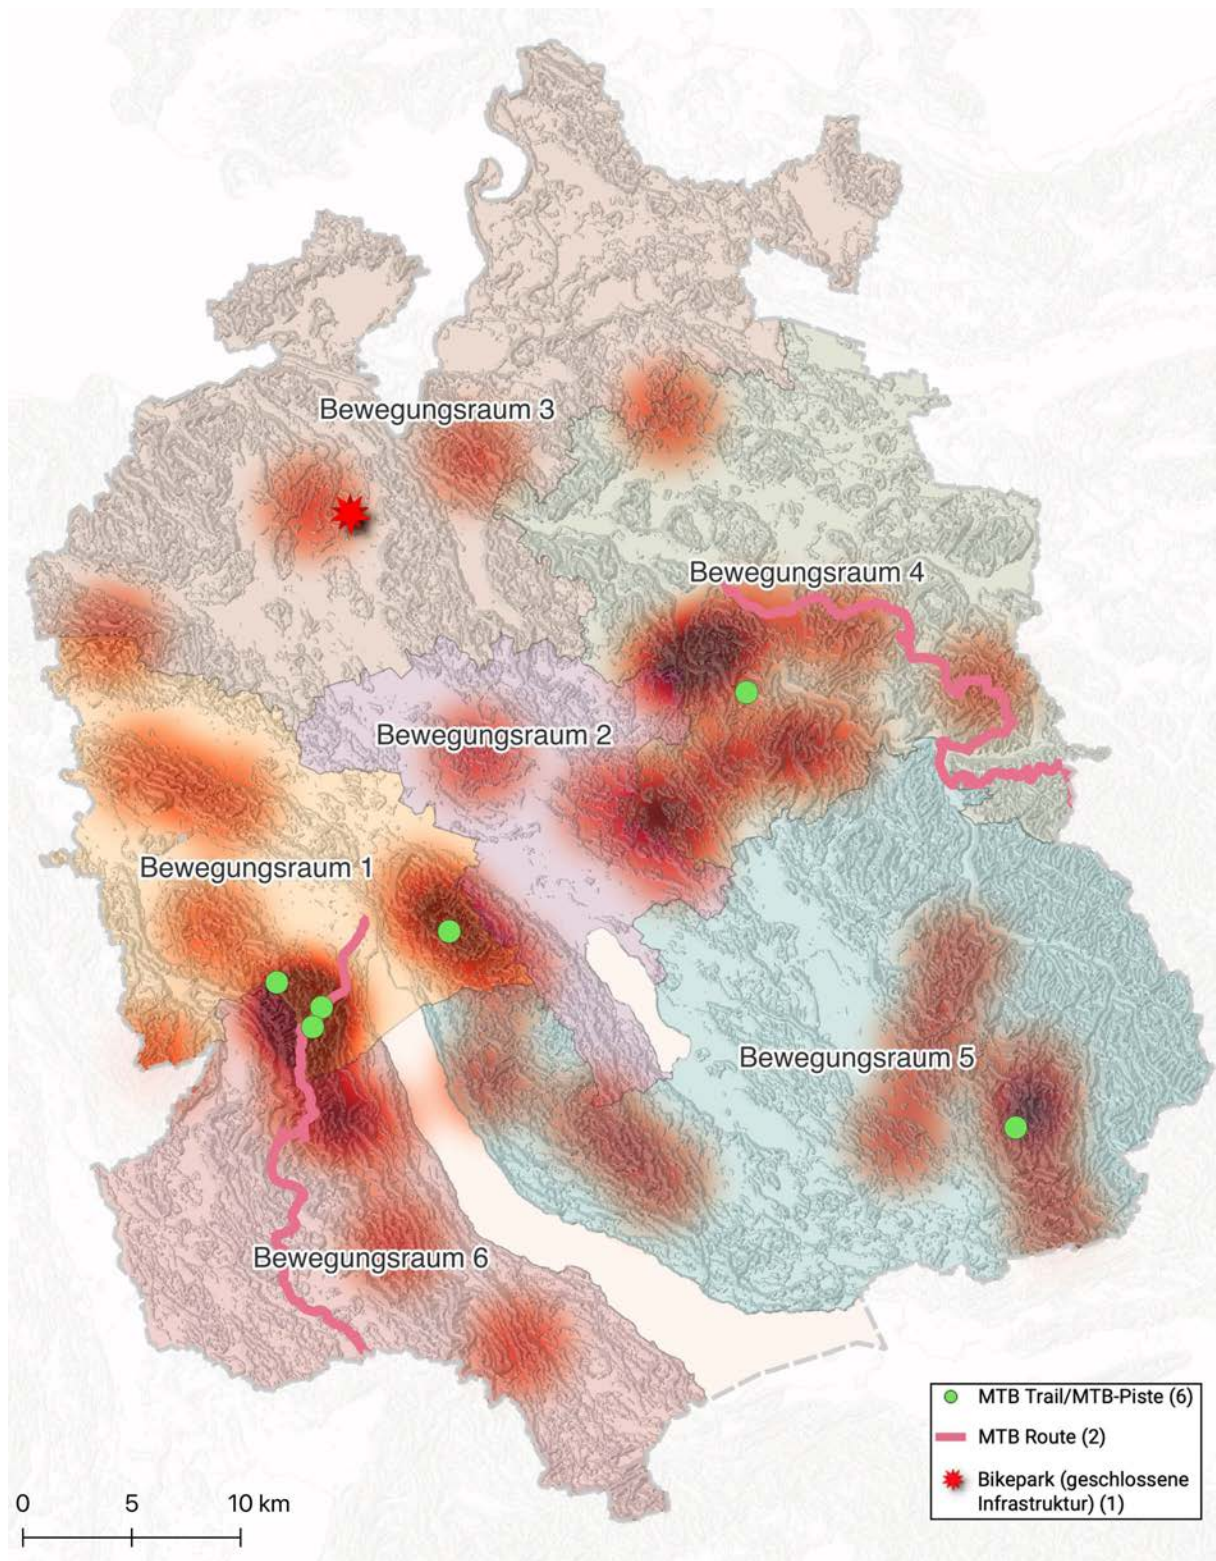 Bewegungsraum 3
Bewegungsraum 4
Bewegungsraum 2
Bewegungsraum 1
Bewegungsraum 5
Bewegungsraum 6
MTB Trail/MTB-Piste (6)
MTB Route (2)
Bikepark (geschlossene
Infrastruktur) (1)
0 5 10 km